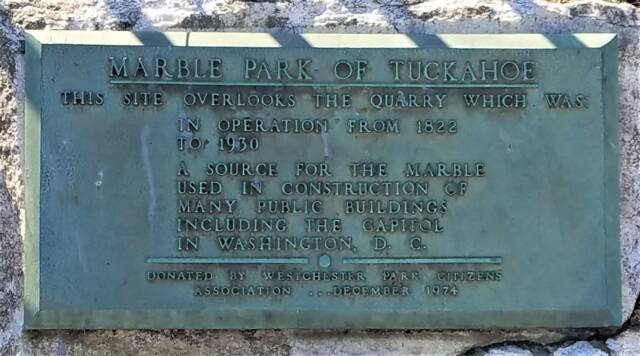 MARBLE PARK OF TUCKAHOE
THIS SITE OVERLOOKS THE QUARRY WHICH WAS:
IN OPERATION FROM 1822
TO 1930
A SOURCE FOR THE MARBLE
USED IN CONSTRUCTION OF
MANY PUBLIC BUILDINGS
INCLUDING THE CAPITOL
IN WASHINGTON, D. C.
DONATED BY WESTCHESTER PARK CITIZENS
ASSOCIATION ...DECEMBER 1974